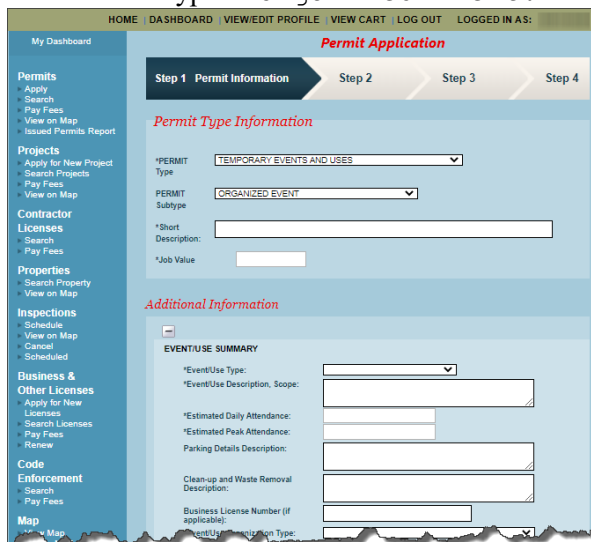 HOME | DASHBOARD | VIEW/EDIT PROFILE | VIEW CART | LOG OUT LOGGED IN AS:
My Dashboard
Permits
Apply
Search
Pay Fees
View on Map
Issued Permits Report
Projects
Apply for New Project
Search Projects
Pay Fees
View on Map
Contractor
Licenses
Search
Pay Fees
Properties
Search Property
View on Map
Inspections
Schedule
View on Map
Cancel
Scheduled
Business &
Other Licenses
Apply for New
Licenses
Search Licenses
Pay Fees
Renew
Code
Enforcement
Search
Pay Fees
Map
View Map
Permit Application
Step 1 Permit Information Step 2 Step 3 Step 4
Permit Type Information
*PERMIT
Type
TEMPORARY EVENTS AND USES
PERMIT
Subtype
ORGANIZED EVENT
*Short
Description:
*Job Value
Additional Information
EVENT/USE SUMMARY
*Event/Use Type:
*Event/Use Description, Scope:
*Estimated Daily Attendance:
*Estimated Peak Attendance:
Parking Details Description:
Clean-up and Waste Removal
Description:
Business License Number (if
applicable):
*Event/Use Organization Type: